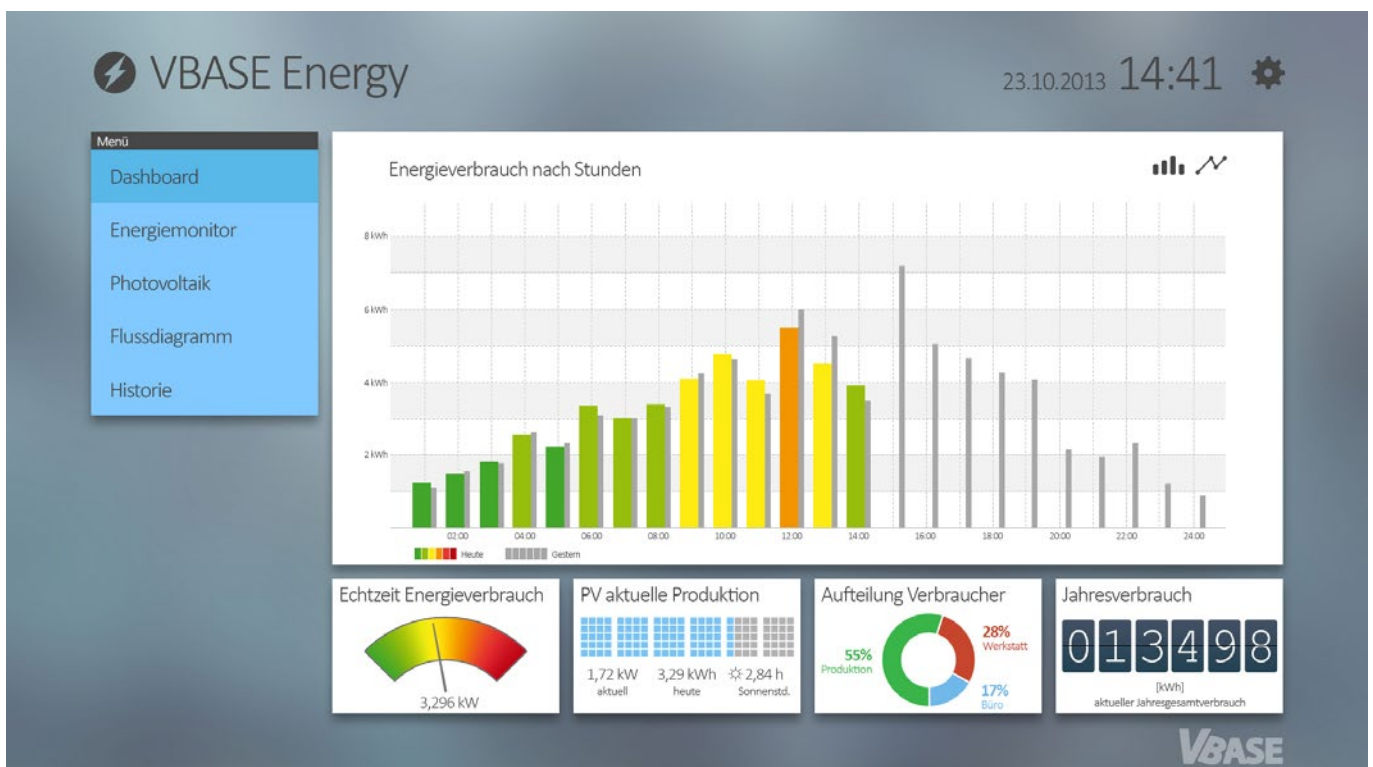 VBASE Energy
23.10.2013 14:41
Menü
Dashboard
Energiemonitor
Photovoltaik
Flussdiagramm
Historie
Energieverbrauch nach Stunden
8 kWh
6 kWh
4 kWh
2 kWh
02:00 04:00 06:00 08:00 10:00 12:00 14:00 16:00 18:00 20:00 22:00 24:00
Heute Gestern
Echtzeit Energieverbrauch
3,296 kW
PV aktuelle Produktion
1,72 kW 3,29 kWh 2,84 h
aktuell heute Sonnenstd.
Aufteilung Verbraucher
28%
Werkstatt
55%
Produktion
17%
Büro
Jahresverbrauch
013498
[kWh]
aktueller Jahresgesamtverbrauch
VBASE